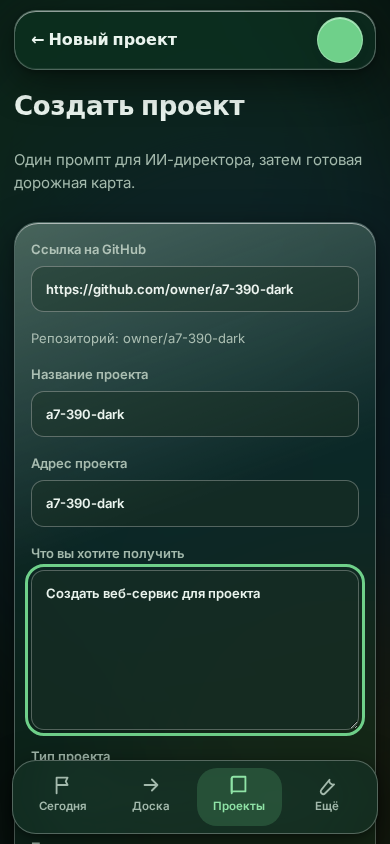 ← Новый проект
Создать проект
Один промпт для ИИ-директора, затем готовая
дорожная карта.
Ссылка на GitHub
https://github.com/owner/a7-390-dark
Репозиторий: owner/a7-390-dark
Название проекта
a7-390-dark
Адрес проекта
a7-390-dark
Что вы хотите получить
Создать веб-сервис для проекта
Тип проекта
Сегодня
Доска
Проекты
Ещё